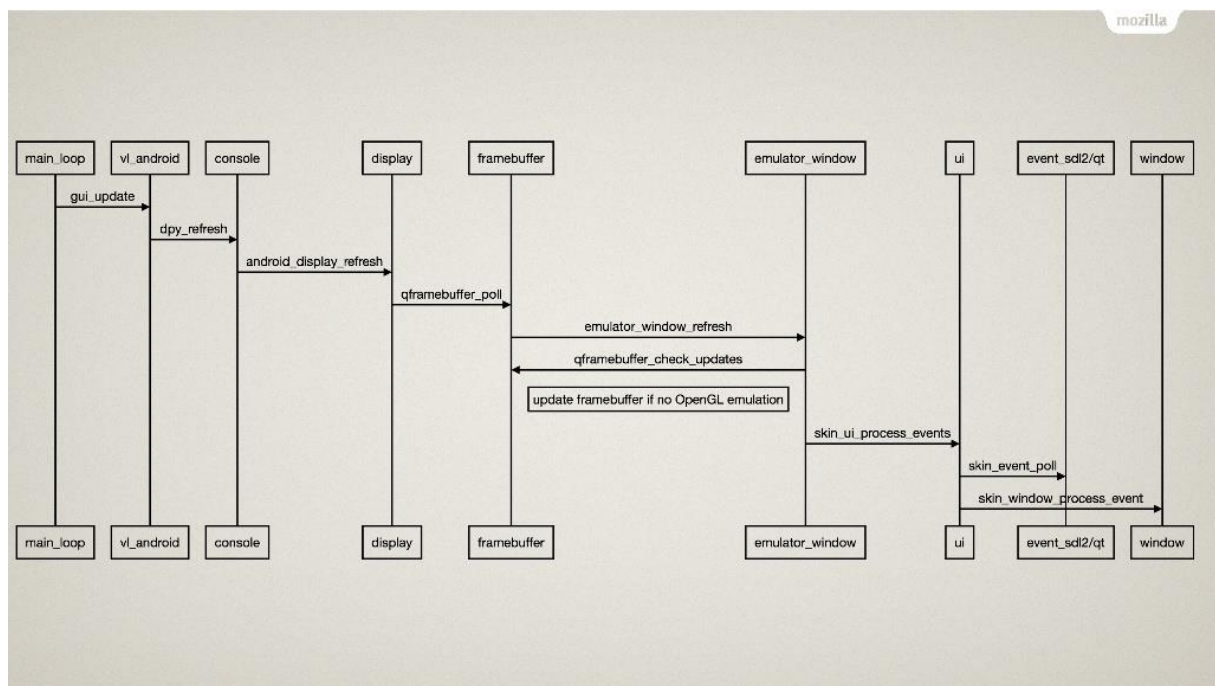 mozilla
main_loop
vl_android
console
display
framebuffer
emulator_window
ui
event_sdl2/qt
window
gui_update
dpy_refresh
android_display_refresh
qframebuffer_poll
emulator_window_refresh
qframebuffer_check_updates
update framebuffer if no OpenGL emulation
skin_ui_process_events
skin_event_poll
skin_window_process_event
main_loop
vl_android
console
display
framebuffer
emulator_window
ui
event_sdl2/qt
window